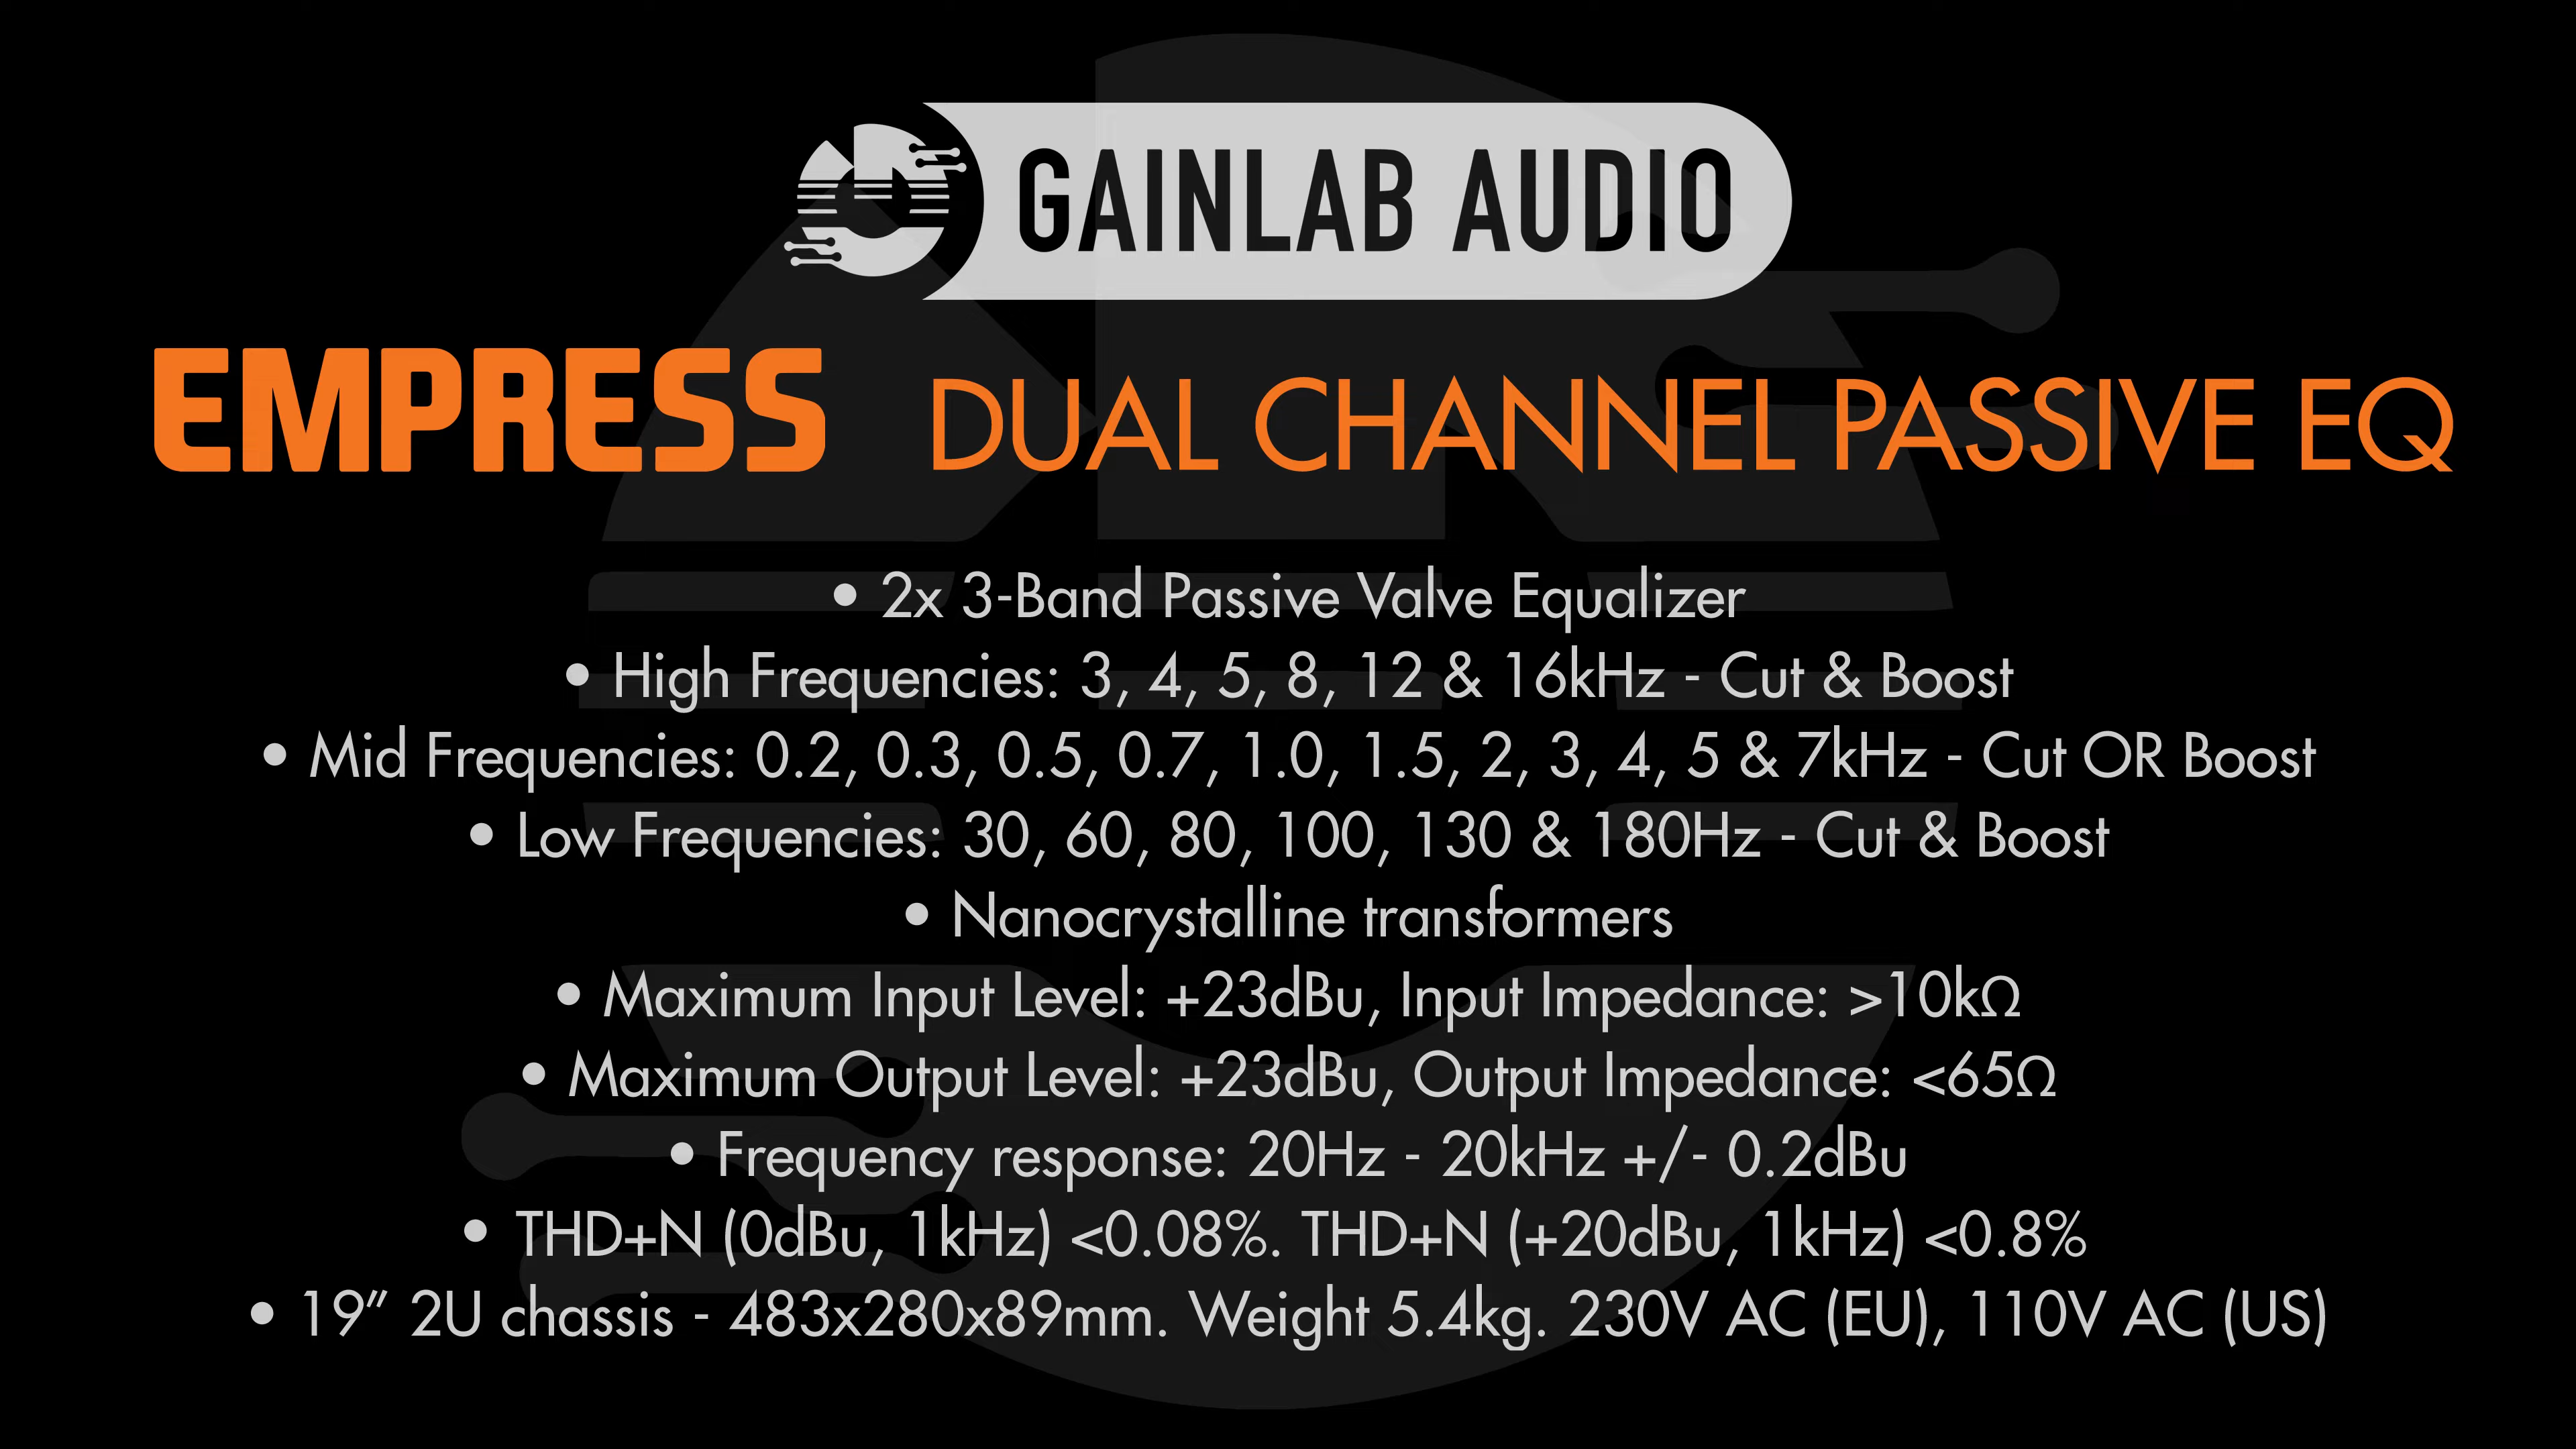 GAINLAB AUDIO
EMPRESS DUAL CHANNEL PASSIVE EQ
• 2x 3-Band Passive Valve Equalizer
• High Frequencies: 3, 4, 5, 8, 12 & 16kHz - Cut & Boost
• Mid Frequencies: 0.2, 0.3, 0.5, 0.7, 1.0, 1.5, 2, 3, 4, 5 & 7kHz - Cut OR Boost
• Low Frequencies: 30, 60, 80, 100, 130 & 180Hz - Cut & Boost
• Nanocrystalline transformers
• Maximum Input Level: +23dBu, Input Impedance: >10kΩ
• Maximum Output Level: +23dBu, Output Impedance: <65Ω
• Frequency response: 20Hz - 20kHz +/- 0.2dBu
• THD+N (0dBu, 1kHz) <0.08%. THD+N (+20dBu, 1kHz) <0.8%
• 19” 2U chassis - 483x280x89mm. Weight 5.4kg. 230V AC (EU), 110V AC (US)